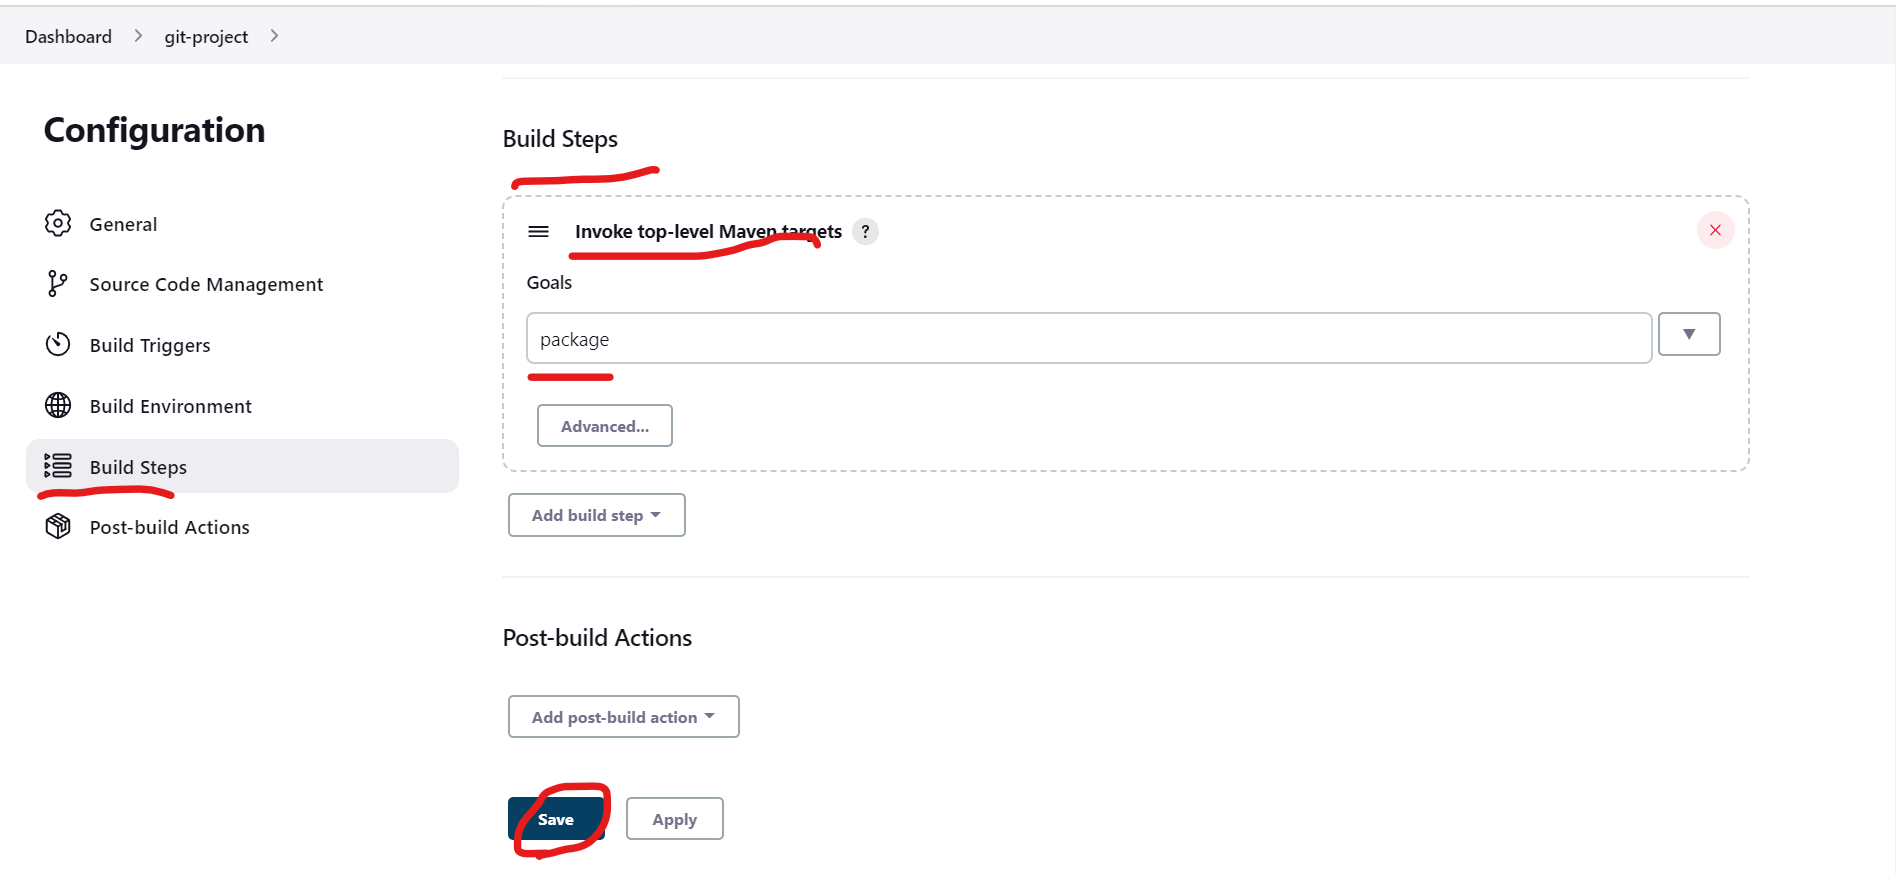 Dashboard > git-project >
Configuration
General
Source Code Management
Build Triggers
Build Environment
Build Steps
Post-build Actions
Build Steps
Invoke top-level Maven targets ?
Goals
package
Advanced...
Add build step
Post-build Actions
Add post-build action
Save Apply